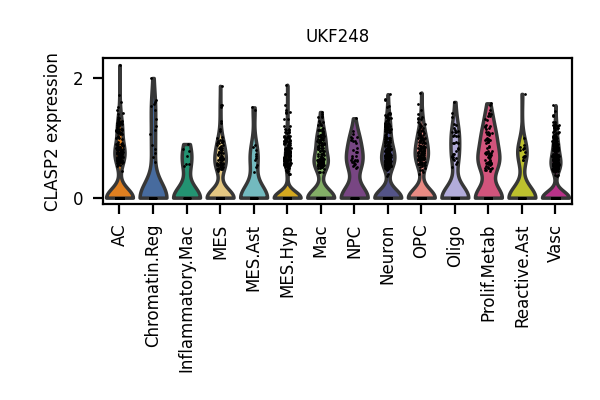 UKF248
CLASP2 expression
2
0
AC
Chromatin.Reg
Inflammatory.Mac
MES
MES.Ast
MES.Hyp
Mac
NPC
Neuron
OPC
Oligo
Prolif.Metab
Reactive.Ast
Vasc